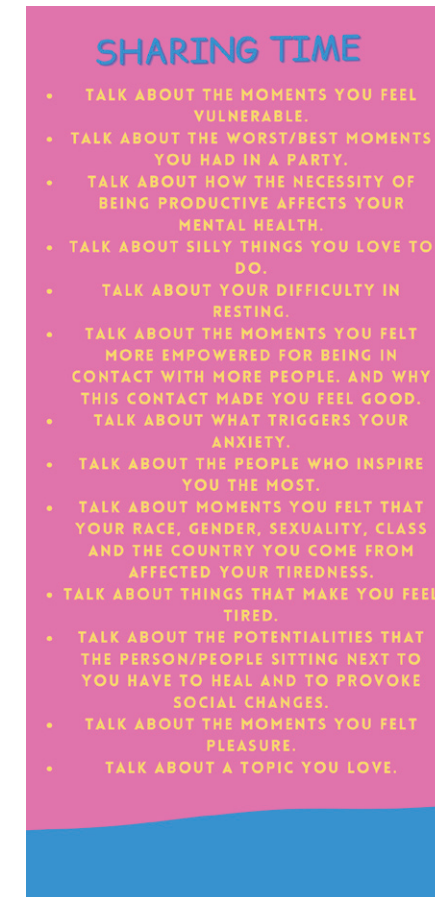 SHARING TIME
• TALK ABOUT THE MOMENTS YOU FEEL
VULNERABLE.
• TALK ABOUT THE WORST/BEST MOMENTS
YOU HAD IN A PARTY.
• TALK ABOUT HOW THE NECESSITY OF
BEING PRODUCTIVE AFFECTS YOUR
MENTAL HEALTH.
• TALK ABOUT SILLY THINGS YOU LOVE TO
DO.
• TALK ABOUT YOUR DIFFICULTY IN
RESTING.
• TALK ABOUT THE MOMENTS YOU FELT
MORE EMPOWERED FOR BEING IN
CONTACT WITH MORE PEOPLE. AND WHY
THIS CONTACT MADE YOU FEEL GOOD.
• TALK ABOUT WHAT TRIGGERS YOUR
ANXIETY.
• TALK ABOUT THE PEOPLE WHO INSPIRE
YOU THE MOST.
• TALK ABOUT MOMENTS YOU FELT THAT
YOUR RACE, GENDER, SEXUALITY, CLASS
AND THE COUNTRY YOU COME FROM
AFFECTED YOUR TIREDNESS.
• TALK ABOUT THINGS THAT MAKE YOU FEEL
TIRED.
• TALK ABOUT THE POTENTIALITIES THAT
THE PERSON/PEOPLE SITTING NEXT TO
YOU HAVE TO HEAL AND TO PROVOKE
SOCIAL CHANGES.
• TALK ABOUT THE MOMENTS YOU FELT
PLEASURE.
• TALK ABOUT A TOPIC YOU LOVE.